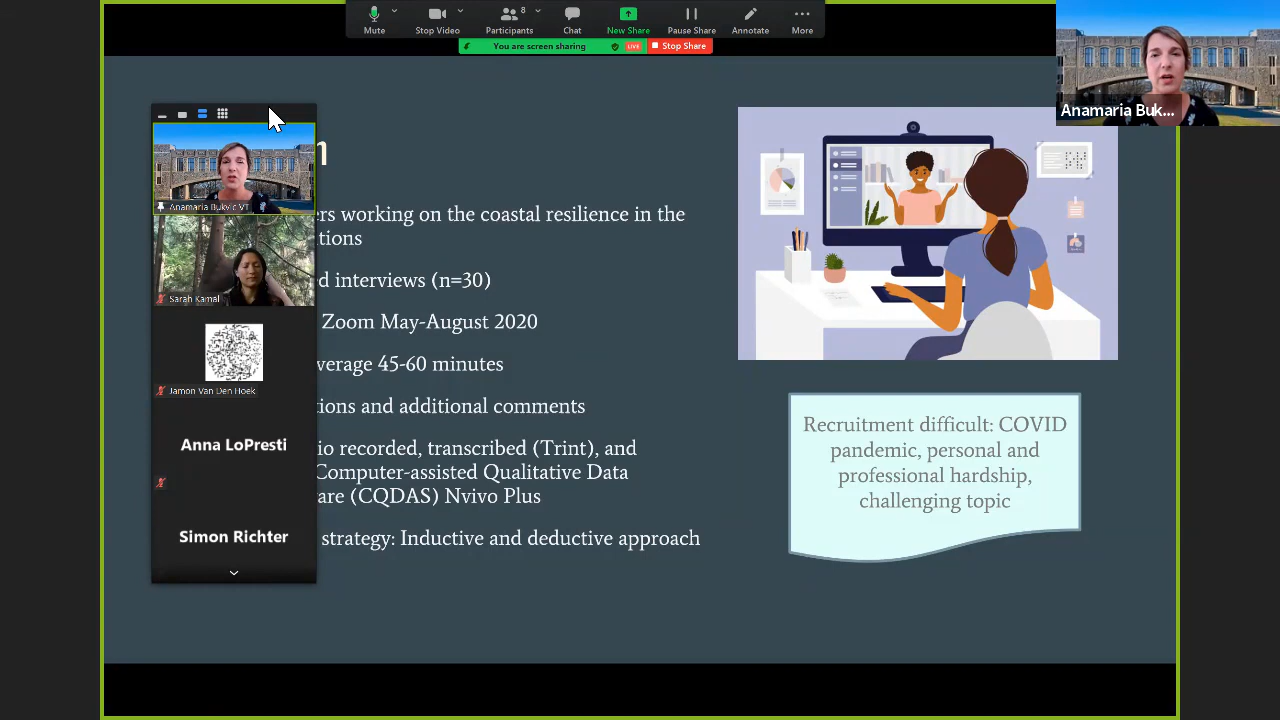 8
Mute
Stop Video
Participants
Chat
New Share
Pause Share
Annotate
More
You are screen sharing
LIVE
Stop Share
Anamaria Buk...
Anamaria Bukvic VT
Sarah Kamal
Jamon Van Den Hoek
Anna LoPresti
Simon Richter
n
ers working on the coastal resilience in the
tions
d interviews (n=30)
Zoom May-August 2020
verage 45-60 minutes
tions and additional comments
io recorded, transcribed (Trint), and
Computer-assisted Qualitative Data
are (CQDAS) Nvivo Plus
strategy: Inductive and deductive approach
Recruitment difficult: COVID
pandemic, personal and
professional hardship,
challenging topic